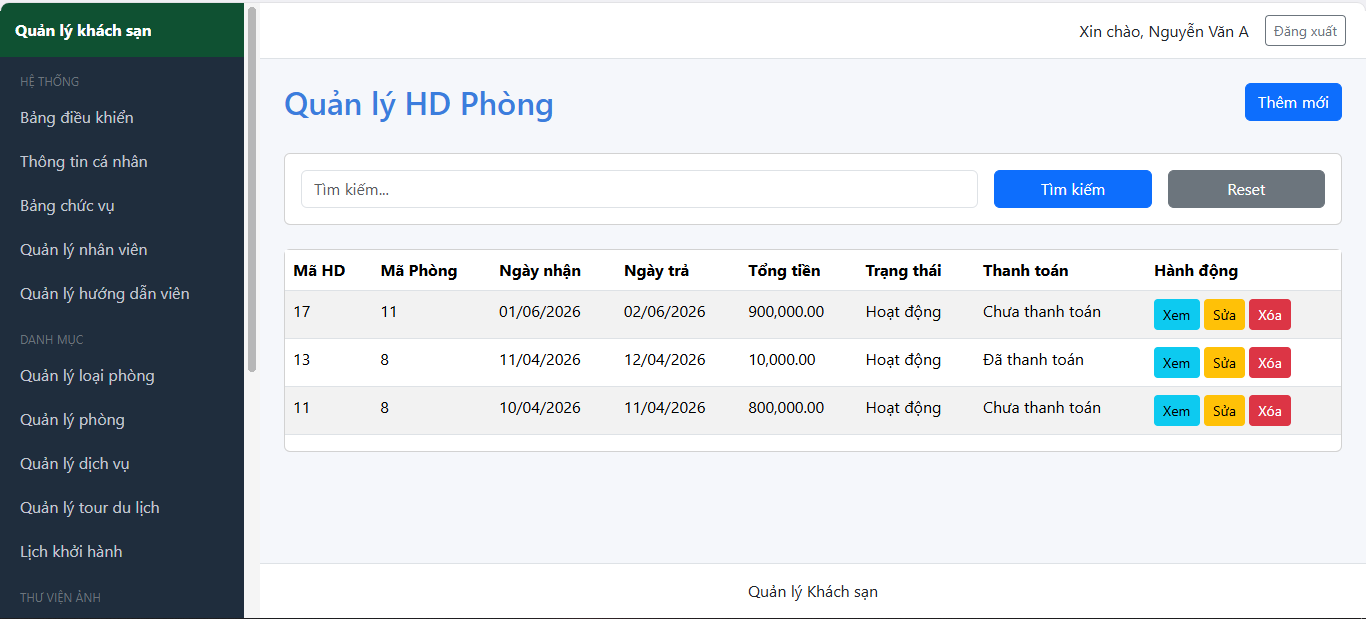 Quản lý khách sạn
HỆ THỐNG
Bảng điều khiển
Thông tin cá nhân
Bảng chức vụ
Quản lý nhân viên
Quản lý hướng dẫn viên
DANH MỤC
Quản lý loại phòng
Quản lý phòng
Quản lý dịch vụ
Quản lý tour du lịch
Lịch khởi hành
THƯ VIỆN ẢNH
Xin chào, Nguyễn Văn A Đăng xuất
Quản lý HD Phòng Thêm mới
Tìm kiếm... Tìm kiếm Reset
Mã HD Mã Phòng Ngày nhận Ngày trả Tổng tiền Trạng thái Thanh toán Hành động
17 11 01/06/2026 02/06/2026 900,000.00 Hoạt động Chưa thanh toán Xem Sửa Xóa
13 8 11/04/2026 12/04/2026 10,000.00 Hoạt động Đã thanh toán Xem Sửa Xóa
11 8 10/04/2026 11/04/2026 800,000.00 Hoạt động Chưa thanh toán Xem Sửa Xóa
Quản lý Khách sạn